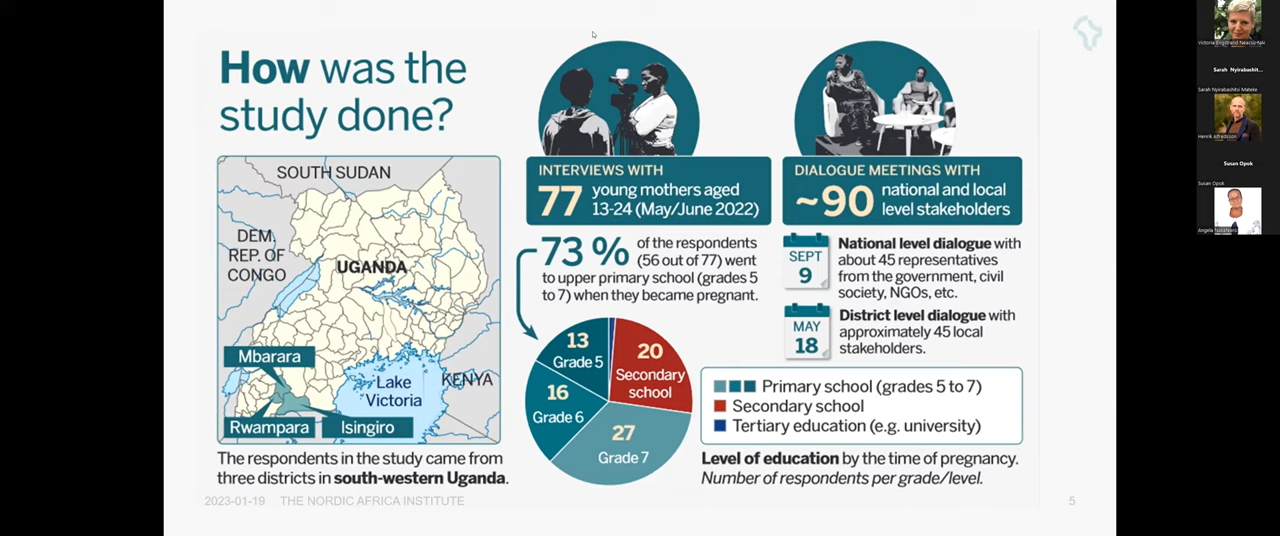 How was the
study done?
SOUTH SUDAN
DEM.
REP. OF
CONGO
UGANDA
Mbarara
Lake
Victoria
KENYA
Rwampara
Isingiro
The respondents in the study came from
three districts in south-western Uganda.
INTERVIEWS WITH
77 young mothers aged
13-24 (May/June 2022)
73 % of the respondents
(56 out of 77) went
to upper primary school (grades 5
to 7) when they became pregnant.
13
Grade 5
20
Secondary
school
16
Grade 6
27
Grade 7
DIALOGUE MEETINGS WITH
~90 national and local
level stakeholders
SEPT
9
National level dialogue with
about 45 representatives
from the government, civil
society, NGOs, etc.
MAY
18
District level dialogue with
approximately 45 local
stakeholders.
Primary school (grades 5 to 7)
Secondary school
Tertiary education (e.g. university)
Level of education by the time of pregnancy.
Number of respondents per grade/level.
2023-01-19 THE NORDIC AFRICA INSTITUTE
5
Sarah Nyirabashit...
Sarah Nyirabashitsi Mateke
Henrik Alfredsson
Susan Opok
Susan Opok